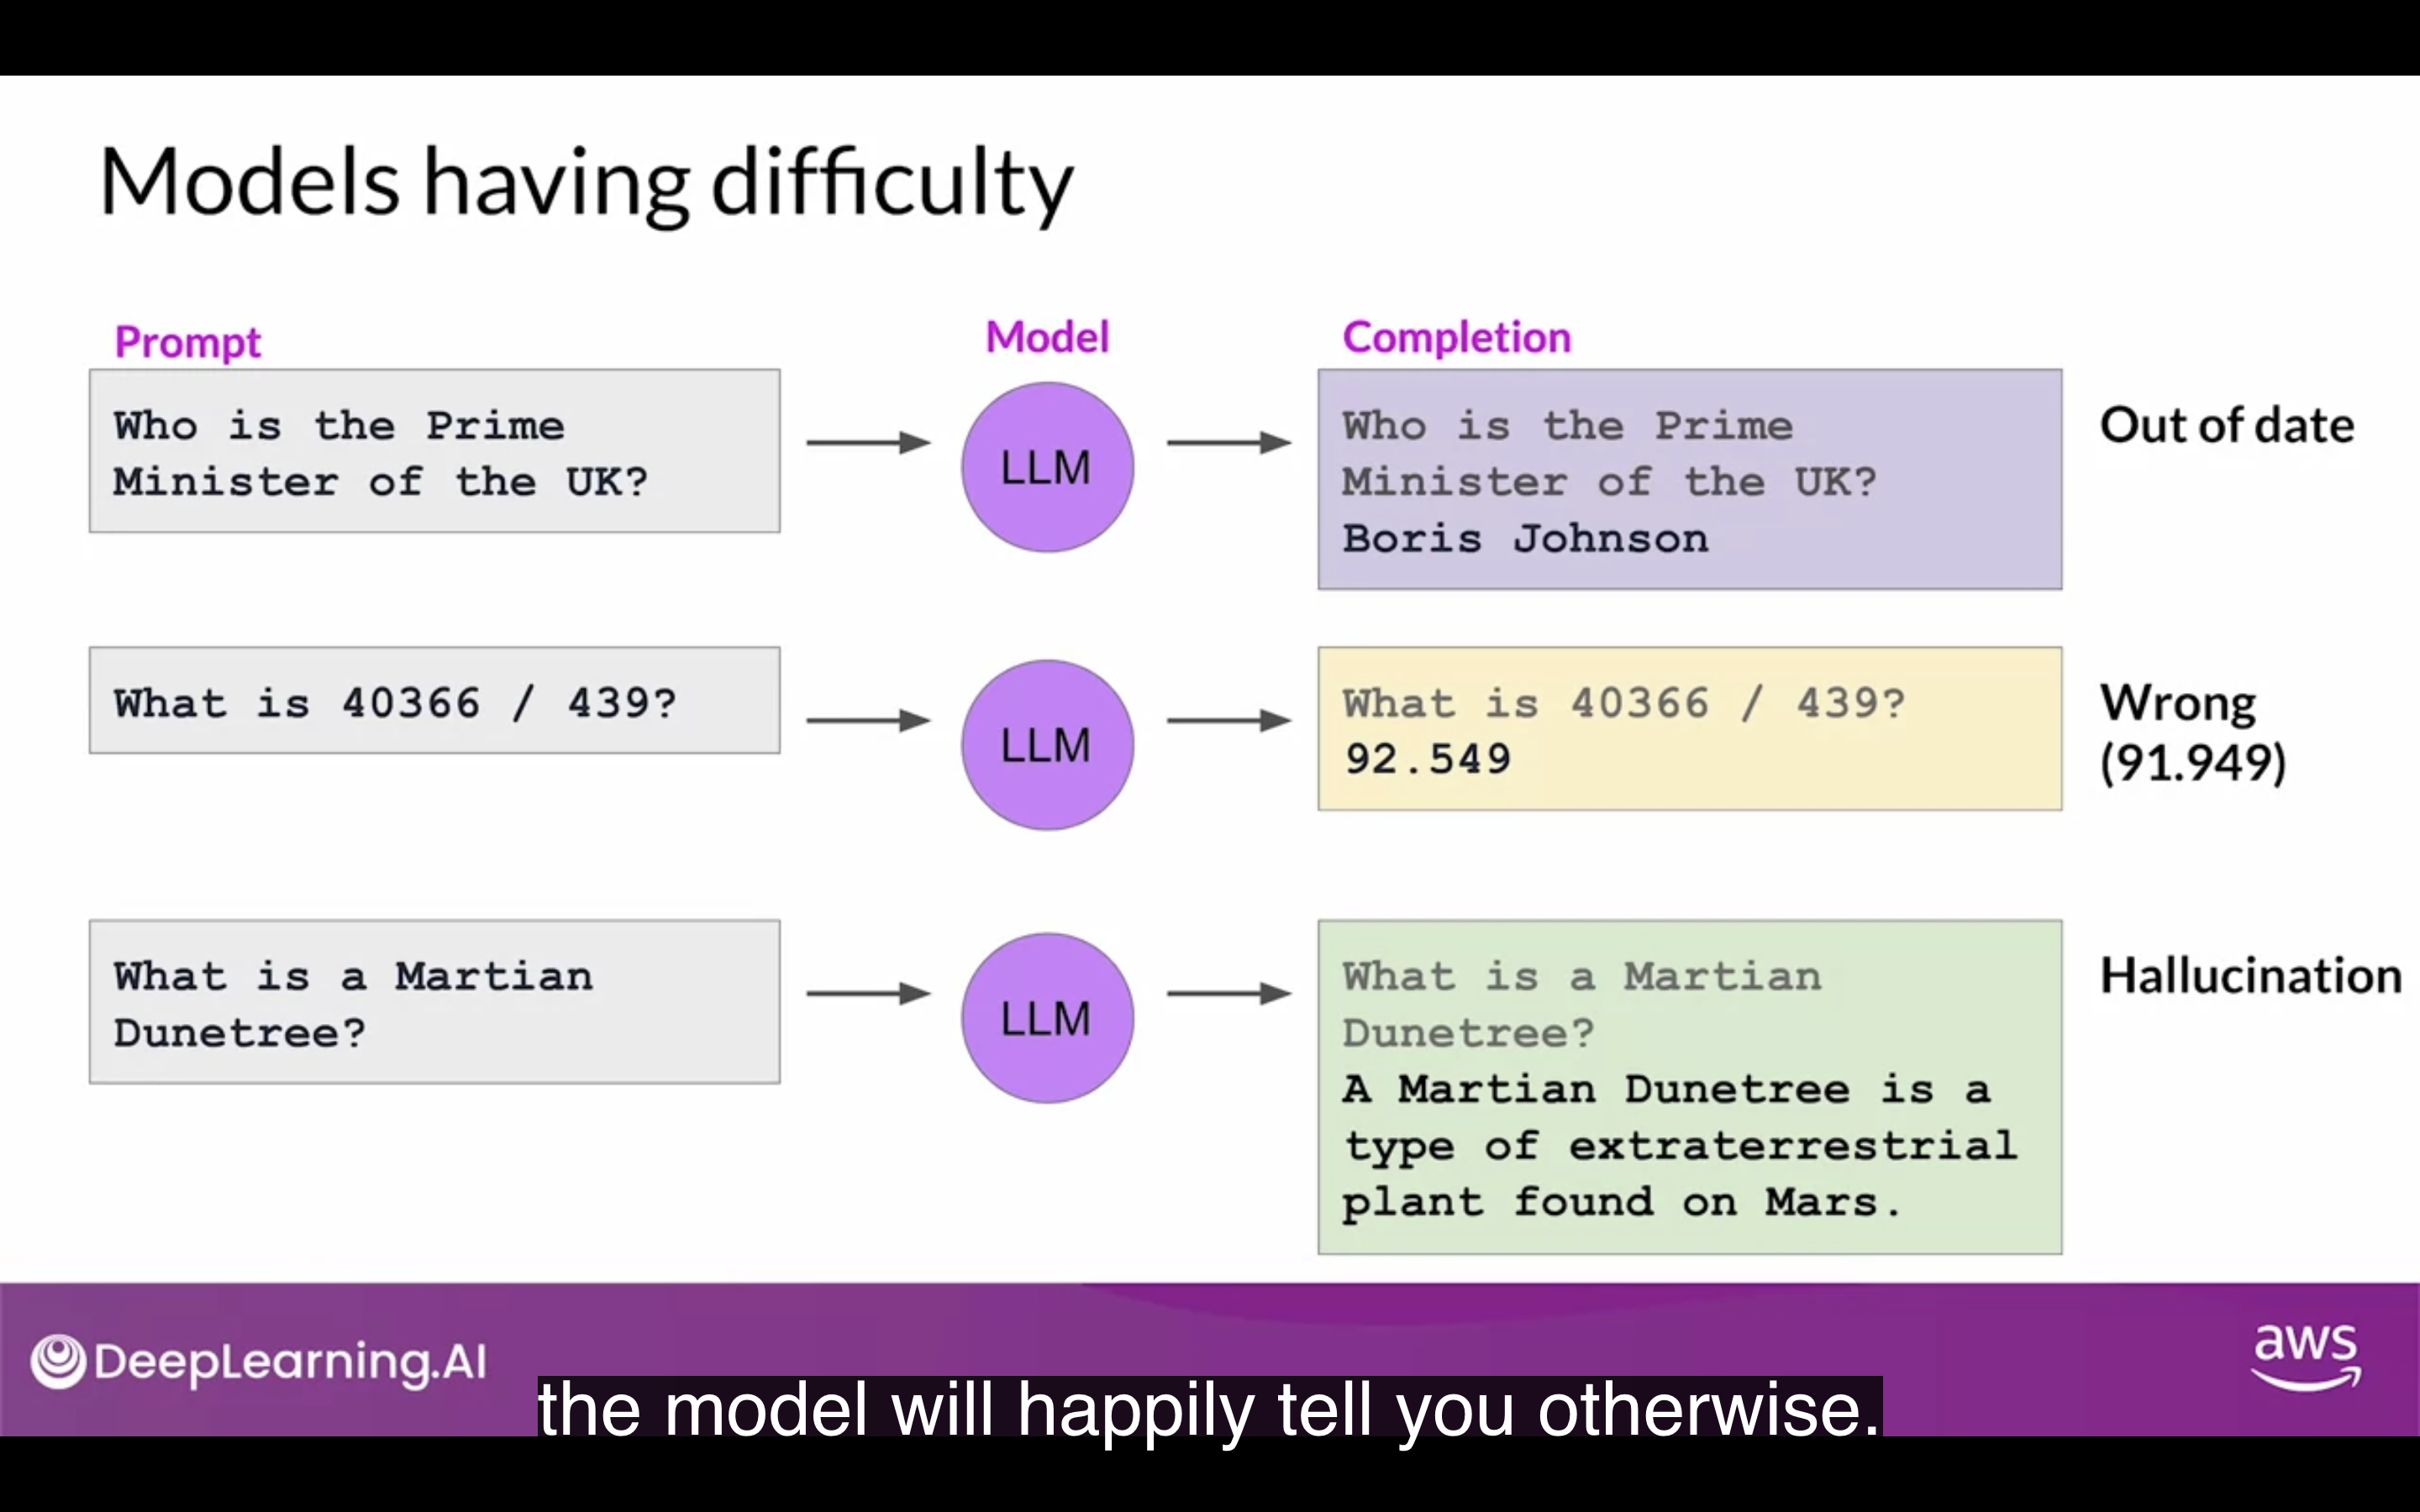 Models having difficulty
Prompt
Model
Completion
Who is the Prime
Minister of the UK?
LLM
Who is the Prime
Minister of the UK?
Boris Johnson
Out of date
What is 40366 / 439?
LLM
What is 40366 / 439?
92.549
Wrong
(91.949)
What is a Martian
Dunetree?
LLM
What is a Martian
Dunetree?
A Martian Dunetree is a
type of extraterrestrial
plant found on Mars.
Hallucination
DeepLearning.AI
aws
the model will happily tell you otherwise.